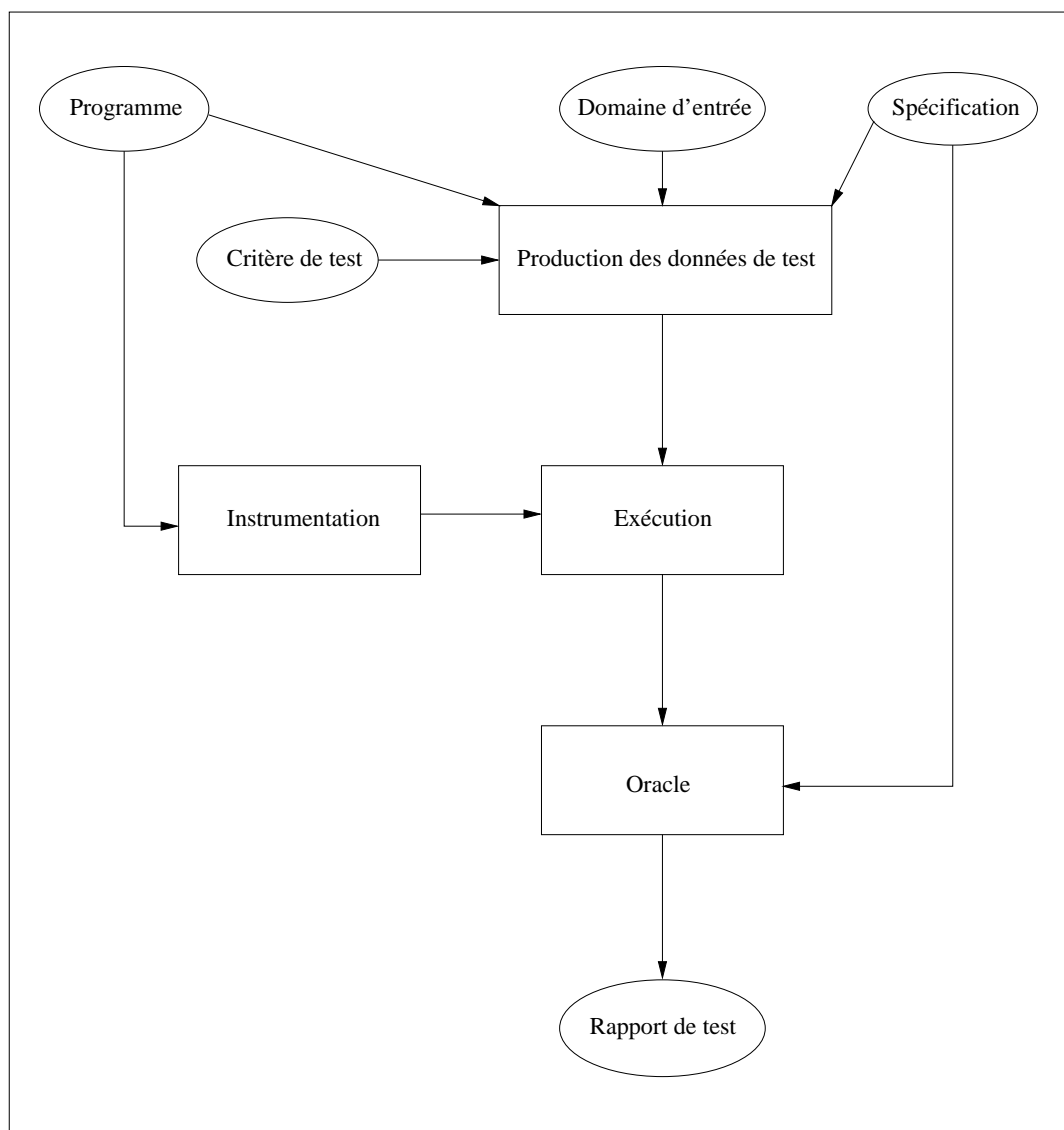 Programme
Domaine d'entrée
Spécification
Critère de test
Production des données de test
Instrumentation
Exécution
Oracle
Rapport de test